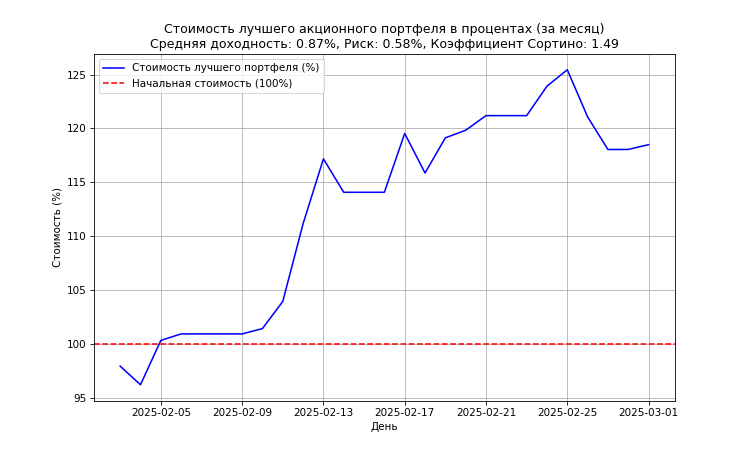 Стоимость лучшего акционного портфеля в процентах (за месяц)
Средняя доходность: 0.87%, Риск: 0.58%, Коэффициент Сортино: 1.49
Стоимость лучшего портфеля (%)
Начальная стоимость (100%)
Стоимость (%)
125
120
115
110
105
100
95
2025-02-05
2025-02-09
2025-02-13
2025-02-17
2025-02-21
2025-02-25
2025-03-01
День